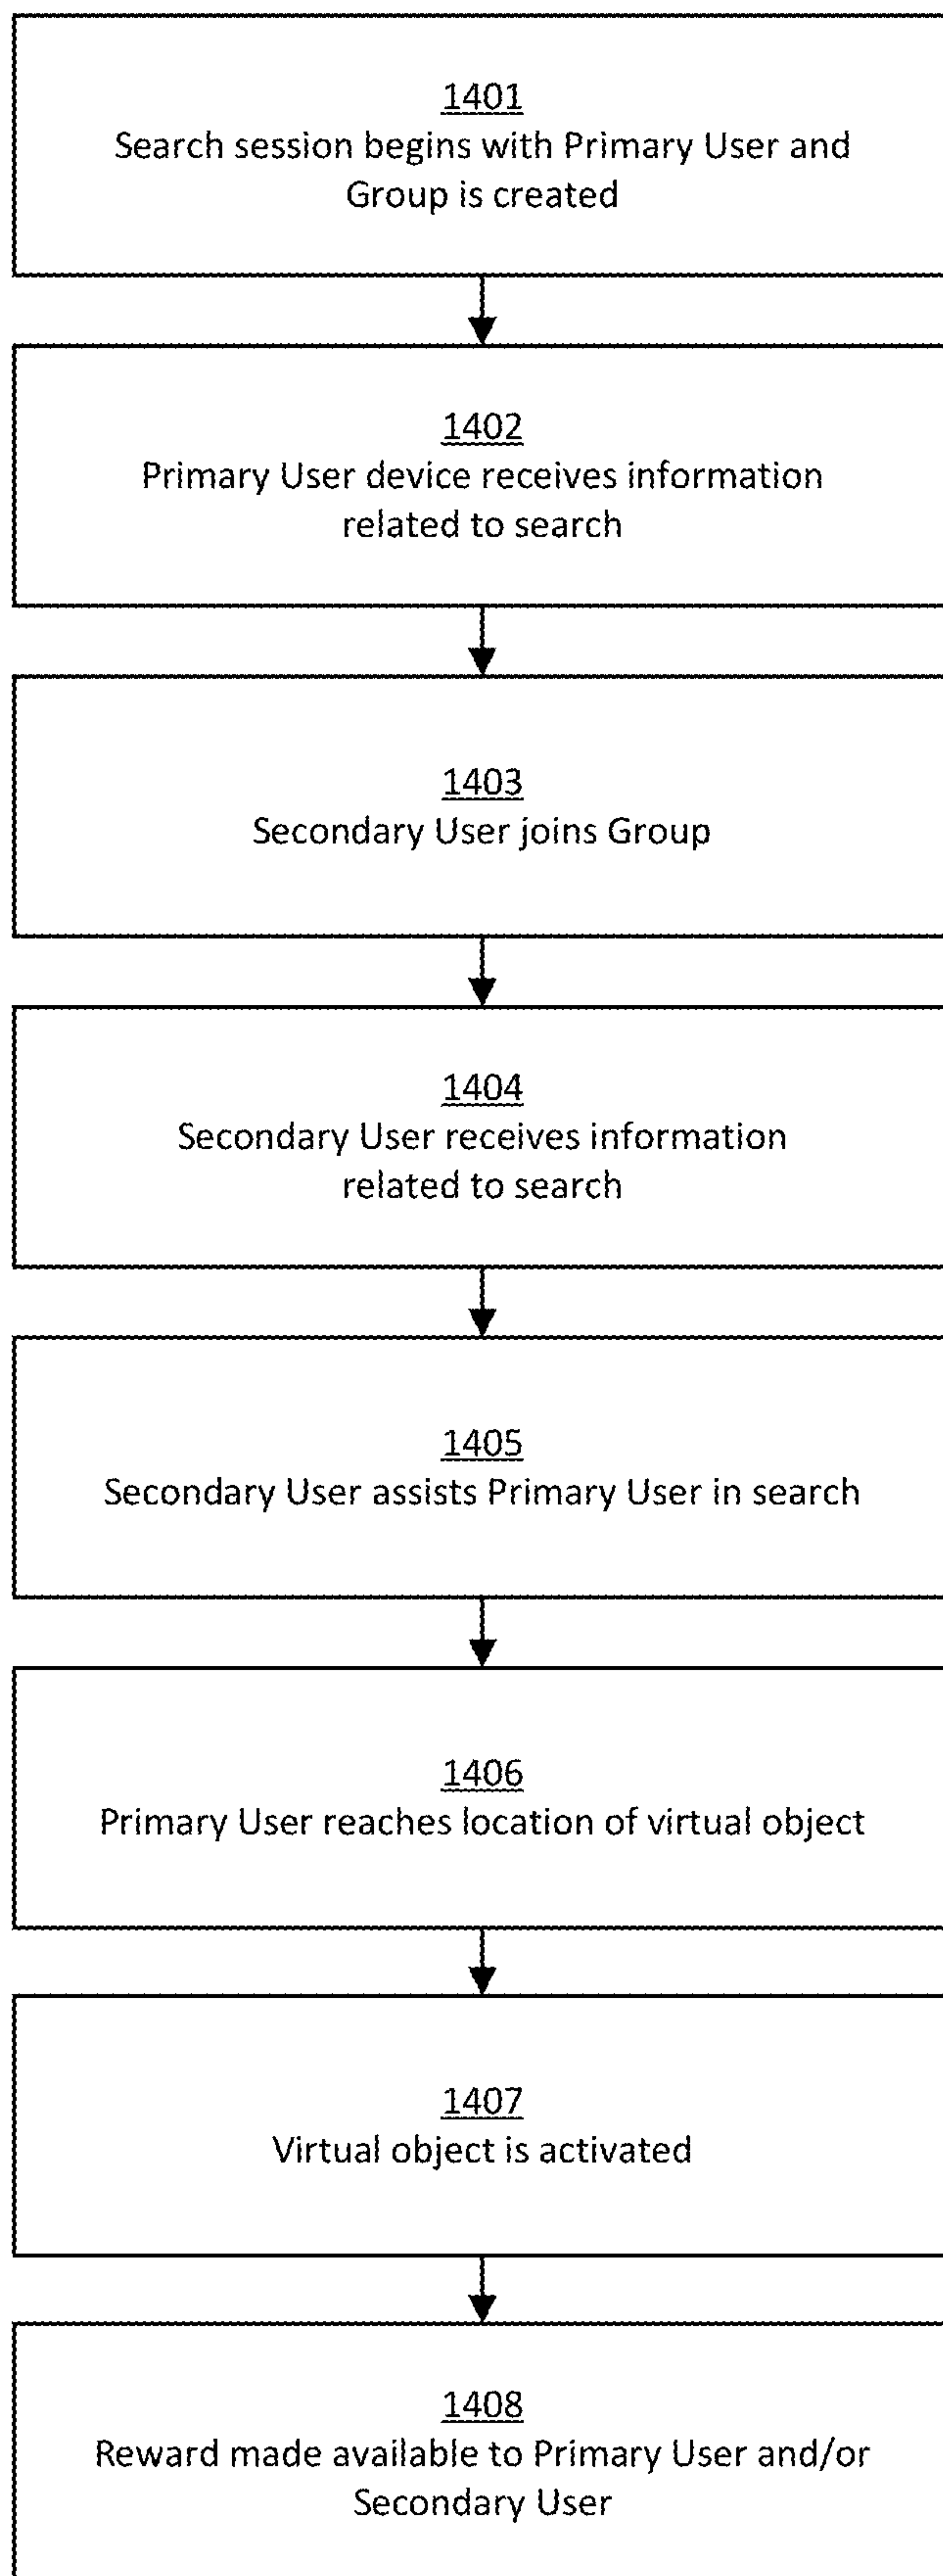 1401
Search session begins with Primary User and
Group is created
1402
Primary User device receives information
related to search
1403
Secondary User joins Group
1404
Secondary User receives information
related to search
1405
Secondary User assists Primary User in search
1406
Primary User reaches location of virtual object
1407
Virtual object is activated
1408
Reward made available to Primary User and/or
Secondary User